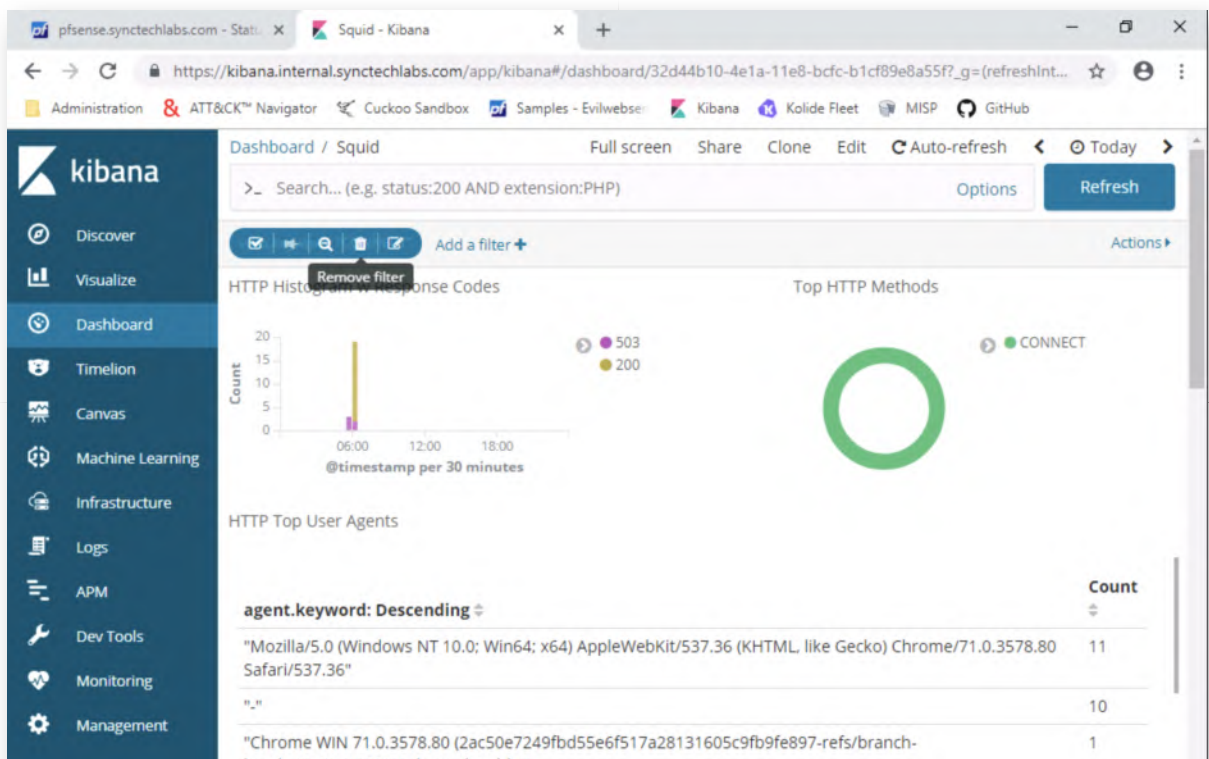 pfsense.synctechlabs.com - Stat
Squid - Kibana
https://kibana.internal.synctechlabs.com/app/kibana#/dashboard/32d44b10-4e1a-11e8-bcfc-b1cf89e8a55f?_g=(refreshInt...
Administration ATT&CK™ Navigator Cuckoo Sandbox Samples - Evilwebse Kibana Kolide Fleet MISP GitHub
kibana
Discover
Visualize
Dashboard
Timelion
Canvas
Machine Learning
Infrastructure
Logs
APM
Dev Tools
Monitoring
Management
Dashboard / Squid Full screen Share Clone Edit Auto-refresh Today
>_ Search... (e.g. status:200 AND extension:PHP) Options Refresh
Add a filter + Actions
Remove filter
HTTP Histogram w Response Codes
20
15
10
5
0
Count
06:00 12:00 18:00
@timestamp per 30 minutes
503
200
Top HTTP Methods
CONNECT
HTTP Top User Agents
agent.keyword: Descending Count
"Mozilla/5.0 (Windows NT 10.0; Win64; x64) AppleWebKit/537.36 (KHTML, like Gecko) Chrome/71.0.3578.80 11
Safari/537.36"
"-" 10
"Chrome WIN 71.0.3578.80 (2ac50e7249fbd55e6f517a28131605c9fb9fe897-refs/branch- 1